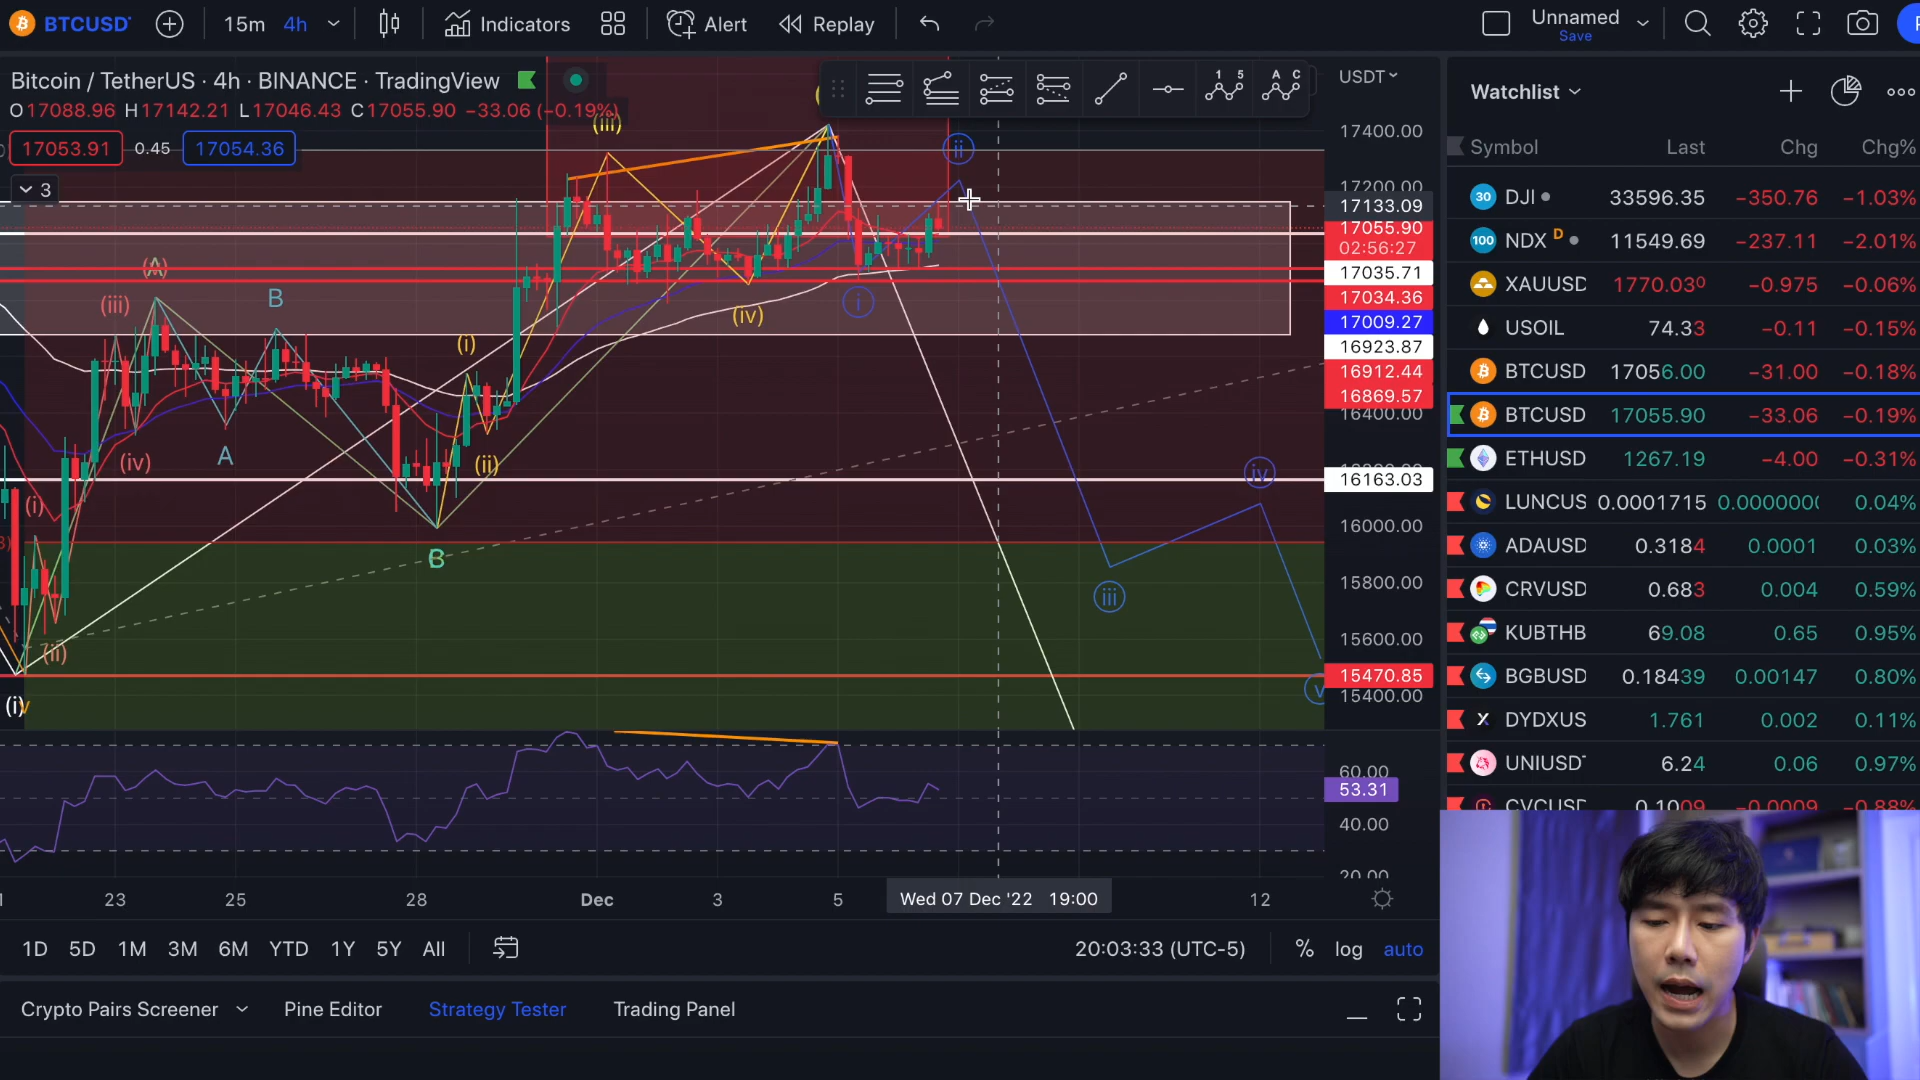 BTCUSDT
15m
4h
Indicators
Alert
Replay
Unnamed
Save
Bitcoin / TetherUS · 4h · BINANCE · TradingView
O17088.96 H17142.21 L17046.43 C17055.90 −33.06 (−0.19%)
17053.91
0.45
17054.36
3
USDT
17400.00
17200.00
17133.09
17055.90
02:56:27
17035.71
17034.36
17009.27
16923.87
16912.44
16869.57
16400.00
16163.03
16000.00
15800.00
15600.00
15470.85
15400.00
60.00
53.31
40.00
20.00
(iii)
ii
(A)
(iii)
B
i
(iv)
(i)
A
(iv)
(ii)
(i)
iv
B
iii
(ii)
v
(i)
23
25
28
Dec
3
5
Wed 07 Dec '22 19:00
12
1D
5D
1M
3M
6M
YTD
1Y
5Y
All
20:03:33 (UTC-5)
%
log
auto
Crypto Pairs Screener
Pine Editor
Strategy Tester
Trading Panel
Watchlist
Symbol Last Chg Chg%
30 DJI 33596.35 −350.76 −1.03%
100 NDX D 11549.69 −237.11 −2.01%
XAUUSD 1770.030 −0.975 −0.06%
USOIL 74.33 −0.11 −0.15%
BTCUSD 17056.00 −31.00 −0.18%
BTCUSD 17055.90 −33.06 −0.19%
ETHUSD 1267.19 −4.00 −0.31%
LUNCUS 0.0001715 0.0000000 0.04%
ADAUSD 0.3184 0.0001 0.03%
CRVUSD 0.683 0.004 0.59%
KUBTHB 69.08 0.65 0.95%
BGBUSD 0.18439 0.00147 0.80%
DYDXUS 1.761 0.002 0.11%
UNIUSDT 6.24 0.06 0.97%
CVCUSD 0.1009 −0.0009 −0.88%